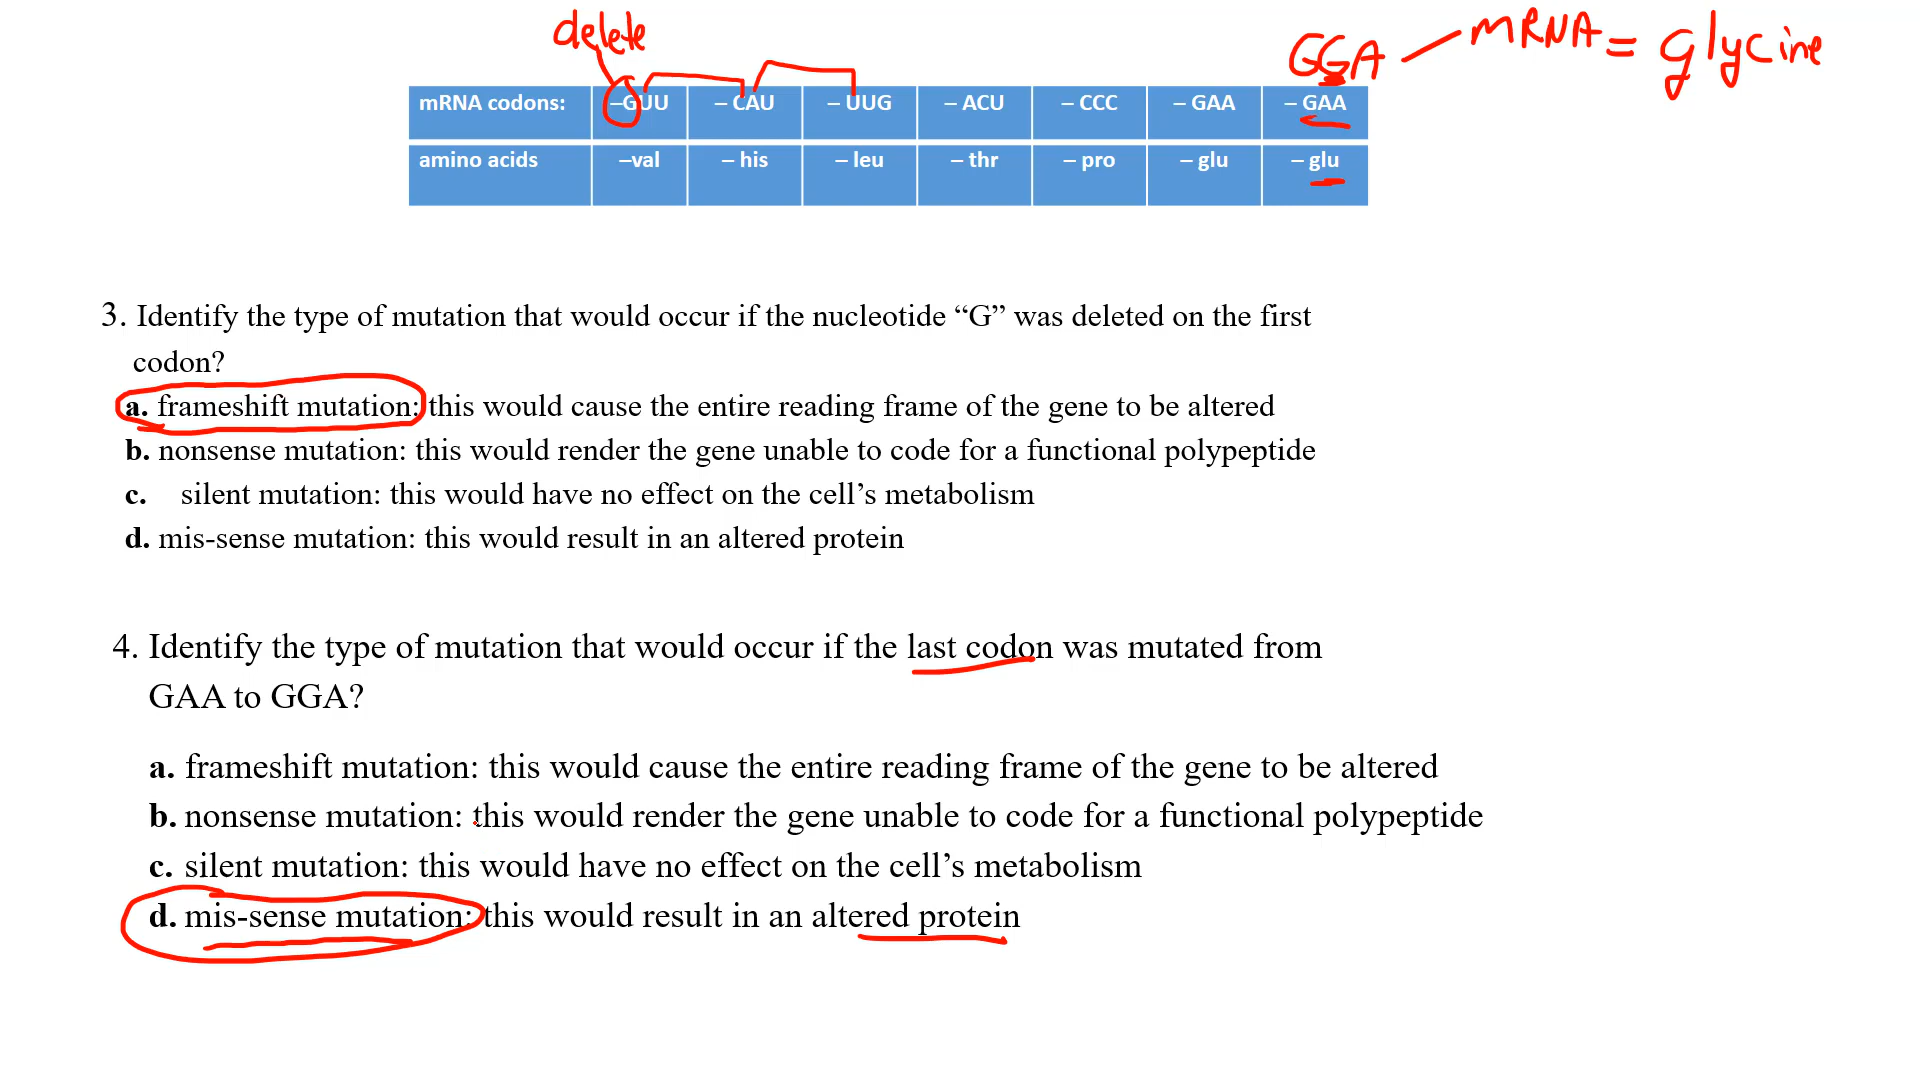 delete
GGA — mRNA = glycine
mRNA codons: –GUU – CAU – UUG – ACU – CCC – GAA – GAA
amino acids –val – his – leu – thr – pro – glu – glu
3. Identify the type of mutation that would occur if the nucleotide “G” was deleted on the first
codon?
a. frameshift mutation: this would cause the entire reading frame of the gene to be altered
b. nonsense mutation: this would render the gene unable to code for a functional polypeptide
c. silent mutation: this would have no effect on the cell’s metabolism
d. mis-sense mutation: this would result in an altered protein
4. Identify the type of mutation that would occur if the last codon was mutated from
GAA to GGA?
a. frameshift mutation: this would cause the entire reading frame of the gene to be altered
b. nonsense mutation: this would render the gene unable to code for a functional polypeptide
c. silent mutation: this would have no effect on the cell’s metabolism
d. mis-sense mutation: this would result in an altered protein